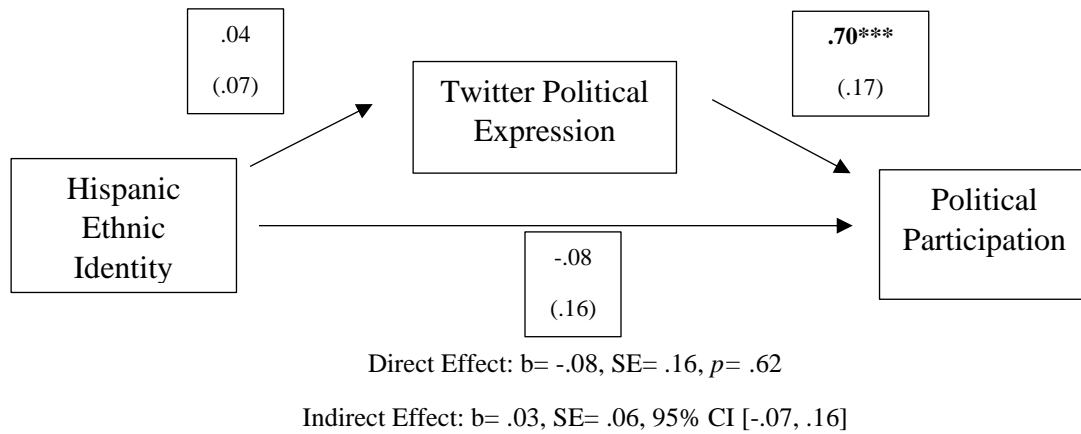 .04
(.07)
.70***
(.17)
Twitter Political
Expression
Hispanic
Ethnic
Identity
Political
Participation
-.08
(.16)
Direct Effect: b= -.08, SE= .16, p= .62
Indirect Effect: b= .03, SE= .06, 95% CI [-.07, .16]